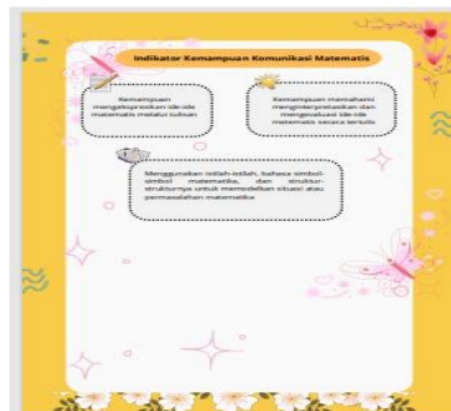 Indikator Kemampuan Komunikasi Matematis
Kemampuan
mengekspresikan ide-ide
matematis melalui tulisan
Kemampuan memahami
menginterpretasikan dan
mengevaluasi ide-ide
matematis secara tertulis
Menggunakan istilah-istilah, bahasa simbol-
simbol matematika, dan struktur-
strukturnya untuk memodelkan situasi atau
permasalahan matematika